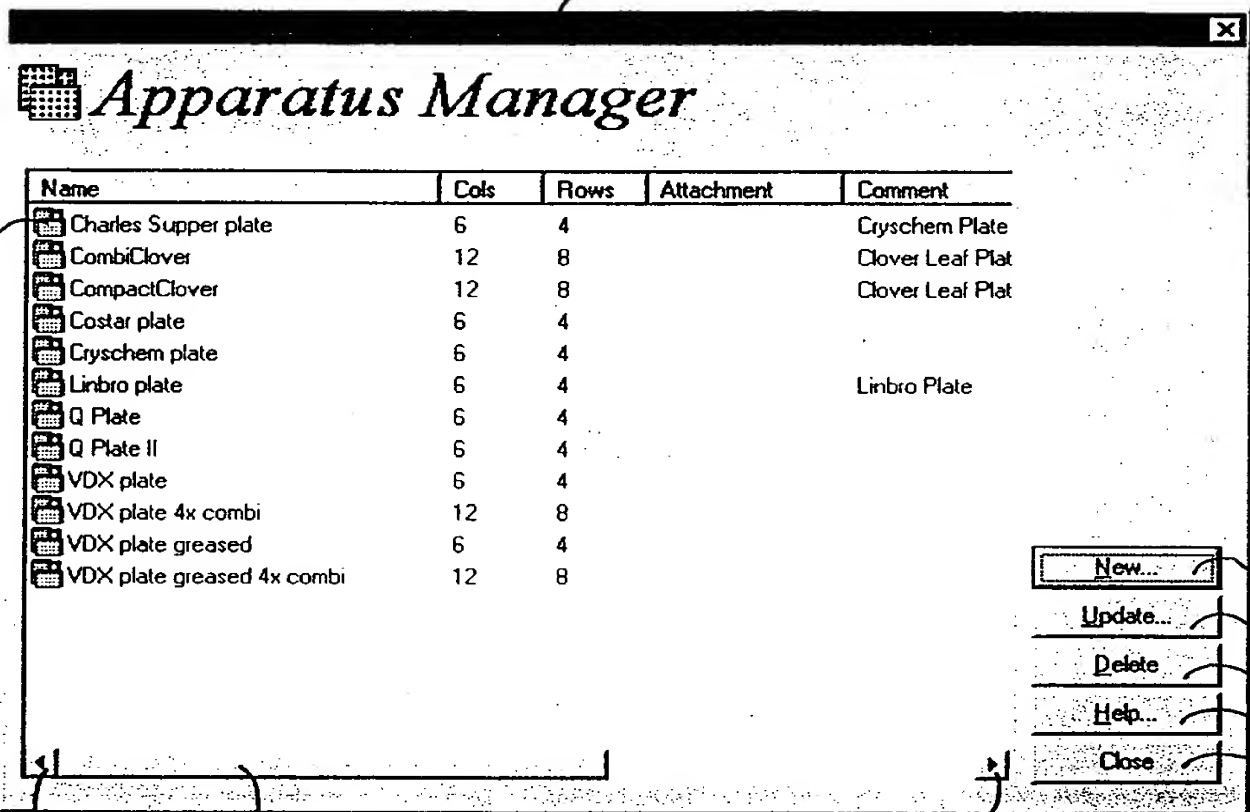 Apparatus Manager
Name Cols Rows Attachment Comment
Charles Supper plate 6 4 Cryschem Plate
CombiClover 12 8 Clover Leaf Plat
CompactClover 12 8 Clover Leaf Plat
Costar plate 6 4
Cryschem plate 6 4
Linbro plate 6 4 Linbro Plate
Q Plate 6 4
Q Plate II 6 4
VDX plate 6 4
VDX plate 4x combi 12 8
VDX plate greased 6 4
VDX plate greased 4x combi 12 8
New...
Update...
Delete
Help...
Close